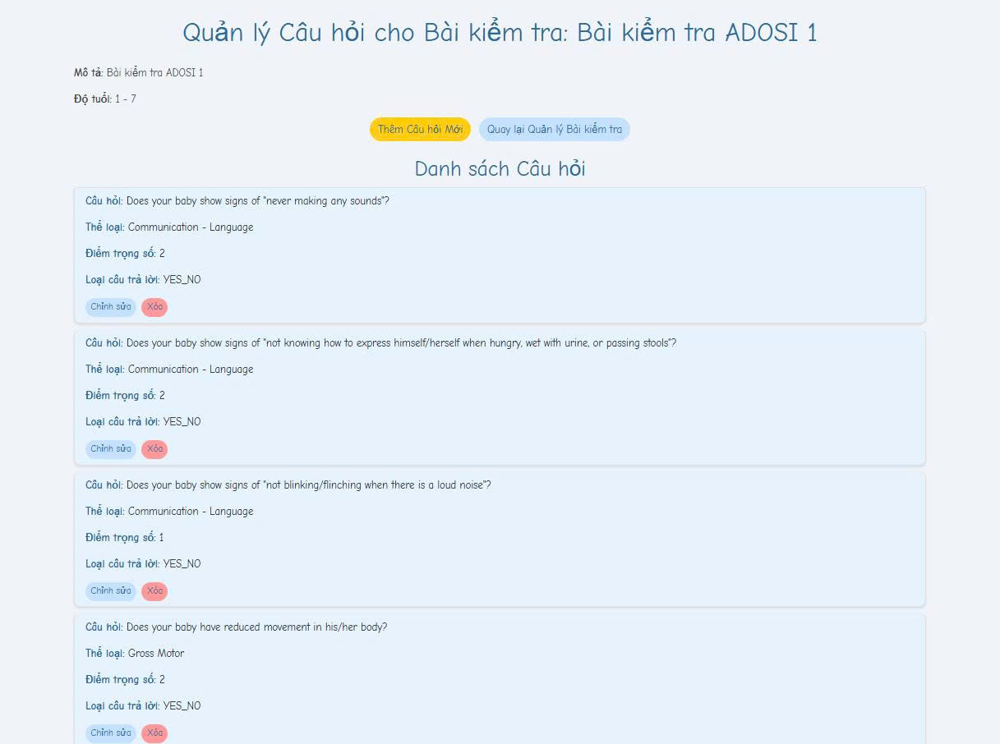 Quản lý Câu hỏi cho Bài kiểm tra: Bài kiểm tra ADOSI 1
Mô tả: Bài kiểm tra ADOSI 1
Độ tuổi: 1 - 7
Thêm Câu hỏi Mới
Quay lại Quản lý Bài kiểm tra
Danh sách Câu hỏi
Câu hỏi: Does your baby show signs of "never making any sounds"?
Thể loại: Communication - Language
Điểm trọng số: 2
Loại câu trả lời: YES_NO
Chỉnh sửa Xóa
Câu hỏi: Does your baby show signs of "not knowing how to express himself/herself when hungry, wet with urine, or passing stools"?
Thể loại: Communication - Language
Điểm trọng số: 2
Loại câu trả lời: YES_NO
Chỉnh sửa Xóa
Câu hỏi: Does your baby show signs of "not blinking/flinching when there is a loud noise"?
Thể loại: Communication - Language
Điểm trọng số: 1
Loại câu trả lời: YES_NO
Chỉnh sửa Xóa
Câu hỏi: Does your baby have reduced movement in his/her body?
Thể loại: Gross Motor
Điểm trọng số: 2
Loại câu trả lời: YES_NO
Chỉnh sửa Xóa